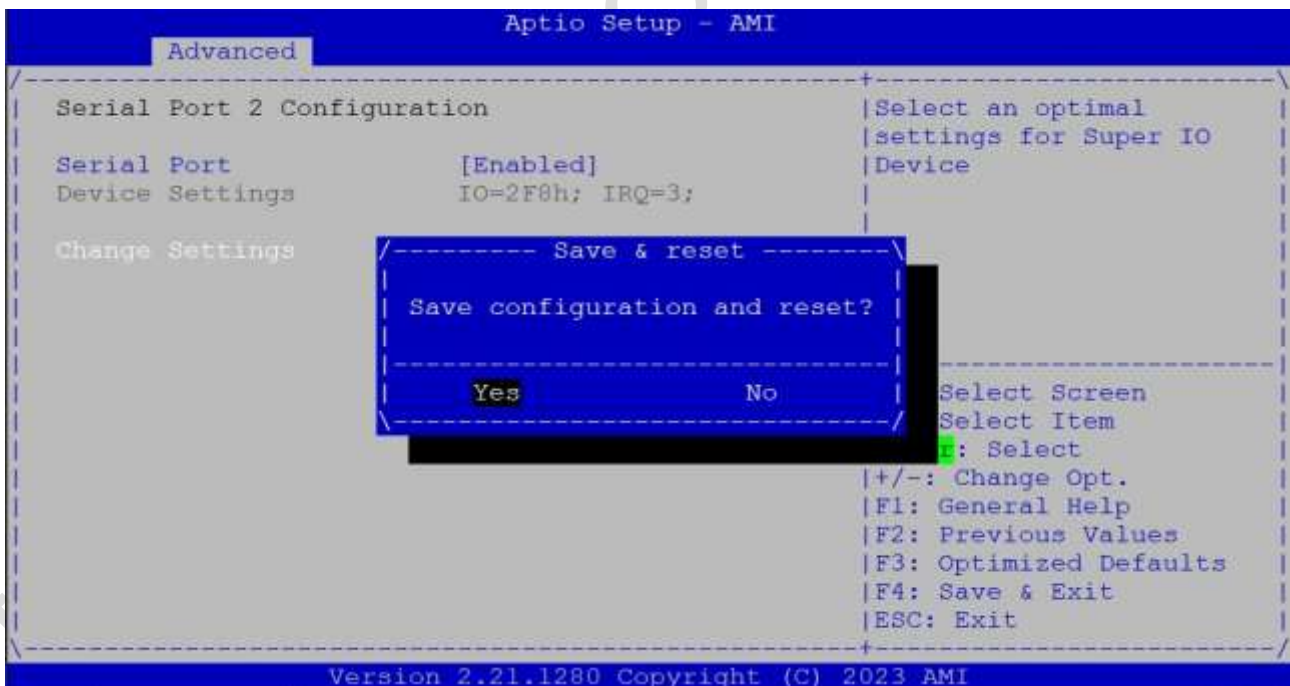 Aptio Setup - AMI
Advanced
Serial Port 2 Configuration
Serial Port [Enabled]
Device Settings IO=2F8h; IRQ=3;
Change Settings
Select an optimal
settings for Super IO
Device
Save & reset
Save configuration and reset?
Yes No
Select Screen
Select Item
r: Select
+/-: Change Opt.
F1: General Help
F2: Previous Values
F3: Optimized Defaults
F4: Save & Exit
ESC: Exit
Version 2.21.1280 Copyright (C) 2023 AMI